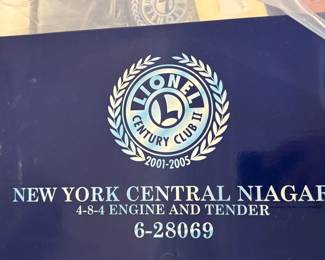 LIONEL
L
CENTURY CLUB II
2001-2005
NEW YORK CENTRAL NIAGAR
4-8-4 ENGINE AND TENDER
6-28069